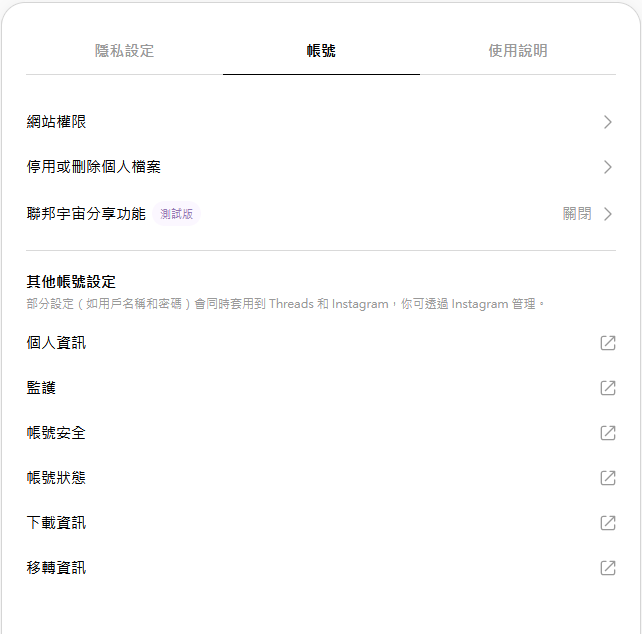 隱私設定
帳號
使用說明
網站權限
停用或刪除個人檔案
聯邦宇宙分享功能 測試版 關閉
其他帳號設定
部分設定（如用戶名稱和密碼）會同時套用到 Threads 和 Instagram，你可透過 Instagram 管理。
個人資訊
監護
帳號安全
帳號狀態
下載資訊
移轉資訊